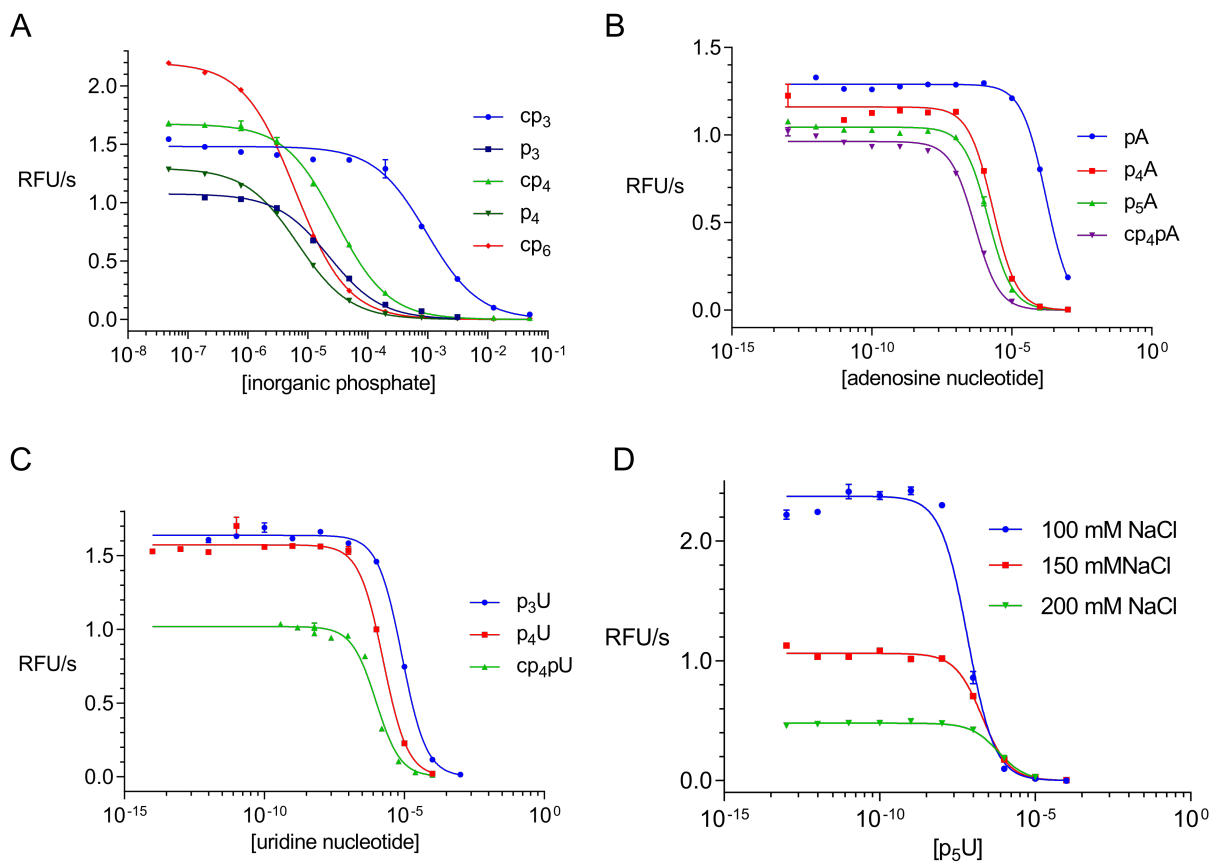 A
RFU/s
2.0
1.5
1.0
0.5
0.0
10-8 10-7 10-6 10-5 10-4 10-3 10-2 10-1
[inorganic phosphate]
cp3
p3
cp4
p4
cp6
B
RFU/s
1.5
1.0
0.5
0.0
10-15 10-10 10-5 100
[adenosine nucleotide]
pA
p4A
p5A
cp4pA
C
RFU/s
1.5
1.0
0.5
0.0
10-15 10-10 10-5 100
[uridine nucleotide]
p3U
p4U
cp4pU
D
RFU/s
2.0
1.0
0.0
10-15 10-10 10-5 100
[p5U]
100 mM NaCl
150 mMNaCl
200 mM NaCl